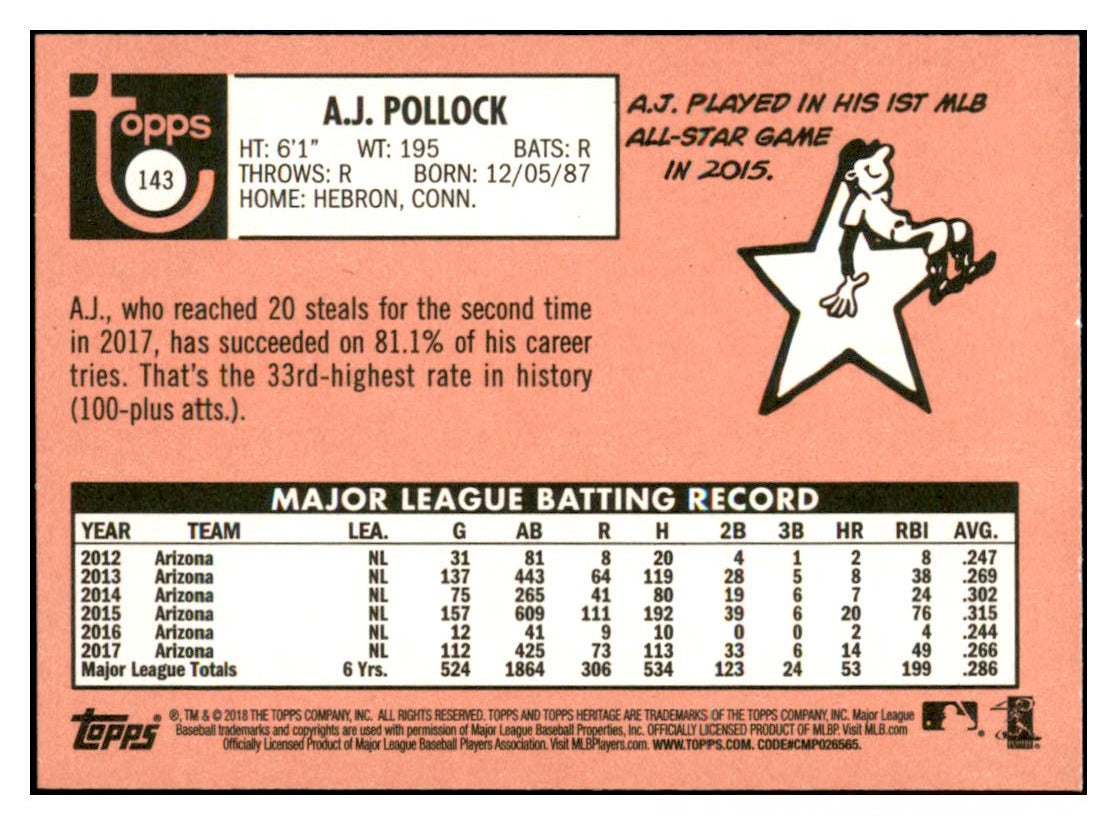 topps
143
A.J. POLLOCK
HT: 6'1" WT: 195 BATS: R
THROWS: R BORN: 12/05/87
HOME: HEBRON, CONN.
A.J. PLAYED IN HIS 1ST MLB
ALL-STAR GAME
IN 2015.
A.J., who reached 20 steals for the second time
in 2017, has succeeded on 81.1% of his career
tries. That's the 33rd-highest rate in history
(100-plus atts.).
MAJOR LEAGUE BATTING RECORD
YEAR TEAM LEA. G AB R H 2B 3B HR RBI AVG.
2012 Arizona NL 31 81 8 20 4 1 2 8 .247
2013 Arizona NL 137 443 64 119 28 5 8 38 .269
2014 Arizona NL 75 265 41 80 19 6 7 24 .302
2015 Arizona NL 157 609 111 192 39 6 20 76 .315
2016 Arizona NL 12 41 9 10 0 0 2 4 .244
2017 Arizona NL 112 425 73 113 33 6 14 49 .266
Major League Totals 6 Yrs. 524 1864 306 534 123 24 53 199 .286
topps® ®, TM & © 2018 THE TOPPS COMPANY, INC. ALL RIGHTS RESERVED. TOPPS AND TOPPS HERITAGE ARE TRADEMARKS OF THE TOPPS COMPANY, INC. Major League
Baseball trademarks and copyrights are used with permission of Major League Baseball Properties, Inc. OFFICIALLY LICENSED PRODUCT OF MLBP. Visit MLB.com
Officially Licensed Product of Major League Baseball Players Association. Visit MLBPlayers.com. WWW.TOPPS.COM. CODE#CMP026565.